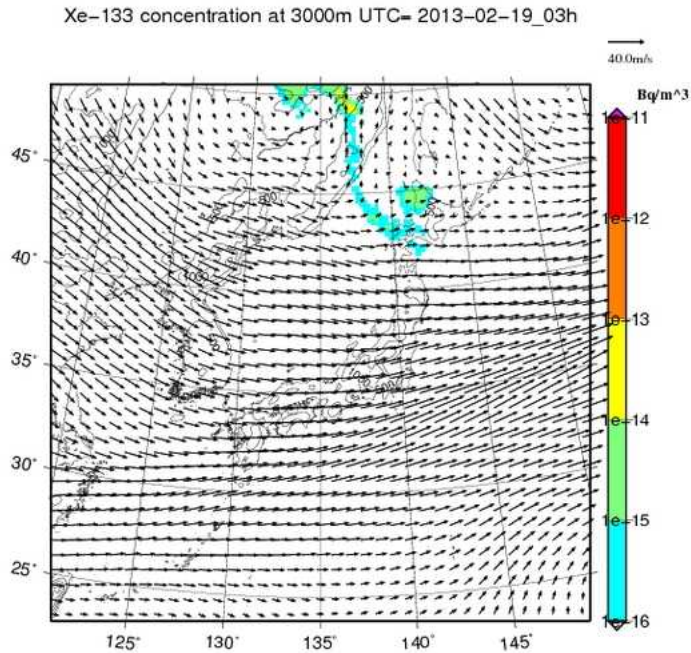 Xe-133 concentration at 3000m UTC= 2013-02-19_03h
40.0m/s
Bq/m^3
1e-11
1e-12
1e-13
1e-14
1e-15
1e-16
45°
40°
35°
30°
25°
125° 130° 135° 140° 145°